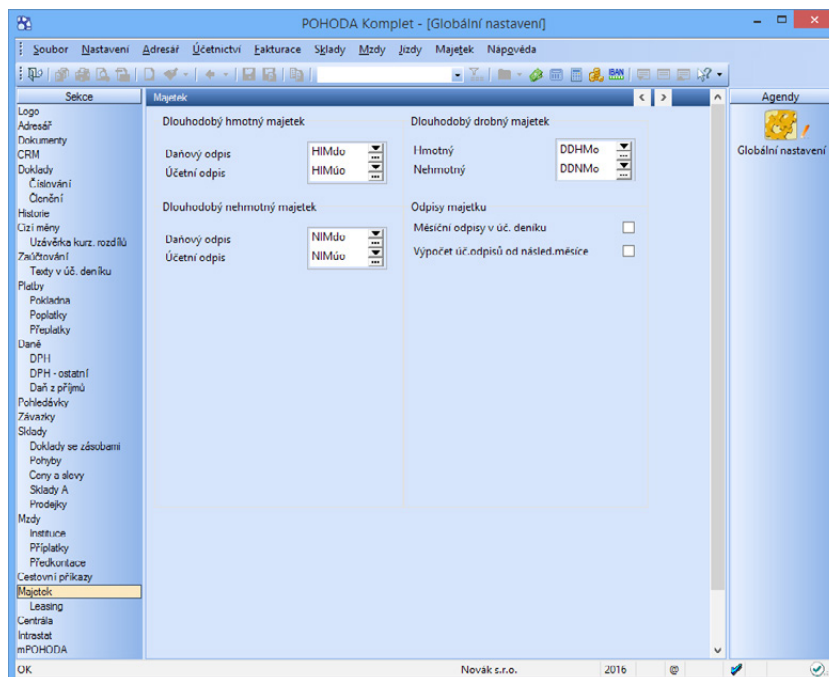 POHODA Komplet - [Globální nastavení]
Soubor Nastavení Adresář Účetnictví Fakturace Sklady Mzdy Jízdy Majetek Nápověda
IBAN
Sekce
Logo
Adresář
Dokumenty
CRM
Doklady
Číslování
Členění
Historie
Cizí měny
Uzávěrka kurz. rozdílů
Zaúčtování
Texty v úč. deníku
Platby
Pokladna
Poplatky
Přeplatky
Daně
DPH
DPH - ostatní
Daň z příjmů
Pohledávky
Závazky
Sklady
Doklady se zásobami
Pohyby
Ceny a slevy
Sklady A
Prodejky
Mzdy
Instituce
Příplatky
Předkontace
Cestovní příkazy
Majetek
Leasing
Centrála
Intrastat
mPOHODA
Majetek
Dlouhodobý hmotný majetek
Daňový odpis HIMdo
Účetní odpis HIMúo
Dlouhodobý nehmotný majetek
Daňový odpis NIMdo
Účetní odpis NIMúo
Dlouhodobý drobný majetek
Hmotný DDHMo
Nehmotný DDNMo
Odpisy majetku
Měsíční odpisy v úč. deníku
Výpočet úč.odpisů od násled.měsíce
Agendy
Globální nastavení
OK Novák s.r.o. 2016 @